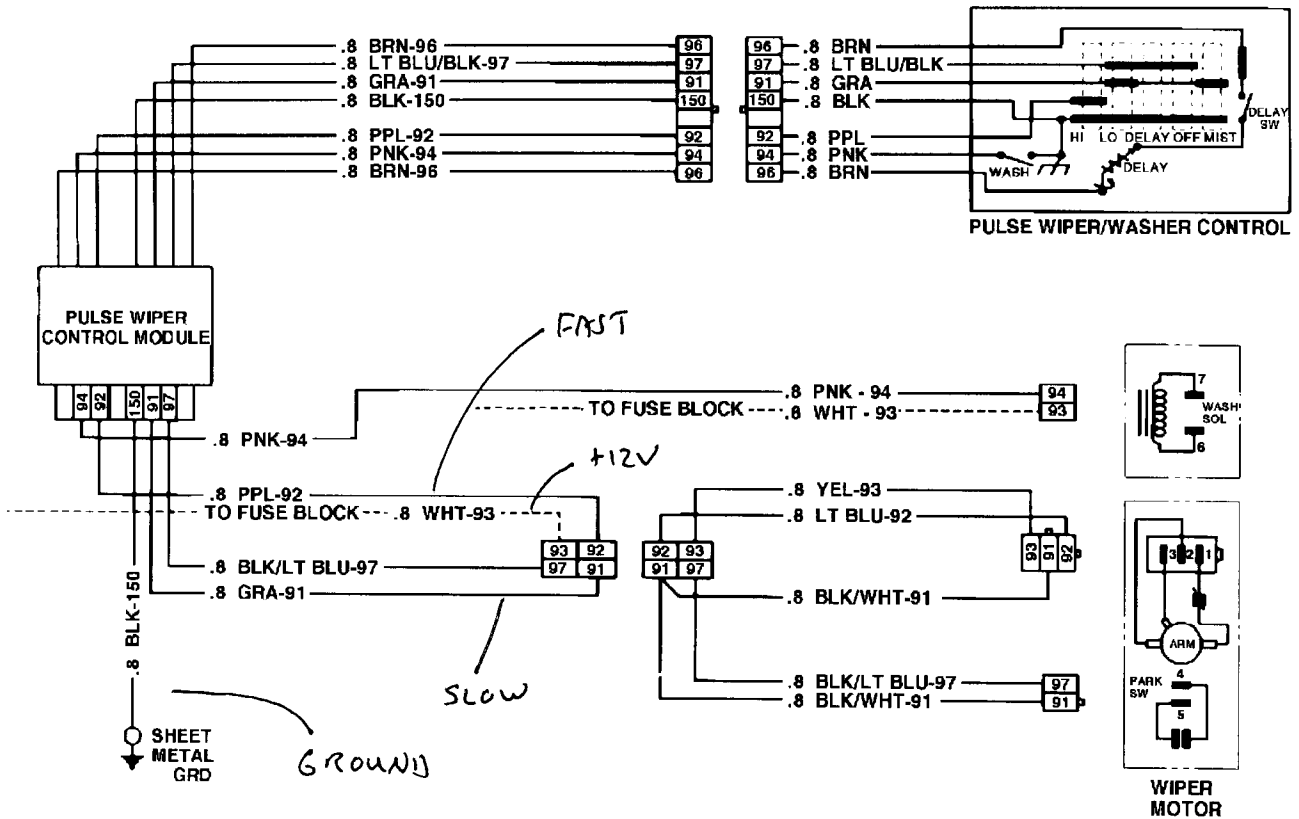 .8 BRN-96
.8 LT BLU/BLK-97
.8 GRA-91
.8 BLK-150
.8 PPL-92
.8 PNK-94
.8 BRN-96
96
97
91
150
92
94
96
96
97
91
150
92
94
96
.8 BRN
.8 LT BLU/BLK
.8 GRA
.8 BLK
.8 PPL
.8 PNK
.8 BRN
HI LO DELAY OFF MIST
DELAY
SW
WASH
DELAY
PULSE WIPER/WASHER CONTROL
PULSE WIPER
CONTROL MODULE
94
92
150
91
97
FAST
.8 PNK - 94
TO FUSE BLOCK
.8 WHT - 93
94
93
7
WASH
SOL
6
.8 PNK-94
+12V
.8 PPL-92
TO FUSE BLOCK
.8 WHT-93
93 92
97 91
.8 BLK/LT BLU-97
.8 GRA-91
.8 BLK-150
SLOW
GROUND
SHEET
METAL
GRD
.8 YEL-93
.8 LT BLU-92
92 93
91 97
93
91
92
.8 BLK/WHT-91
.8 BLK/LT BLU-97
.8 BLK/WHT-91
97
91
3 2 1
ARM
4
PARK
SW
5
WIPER
MOTOR